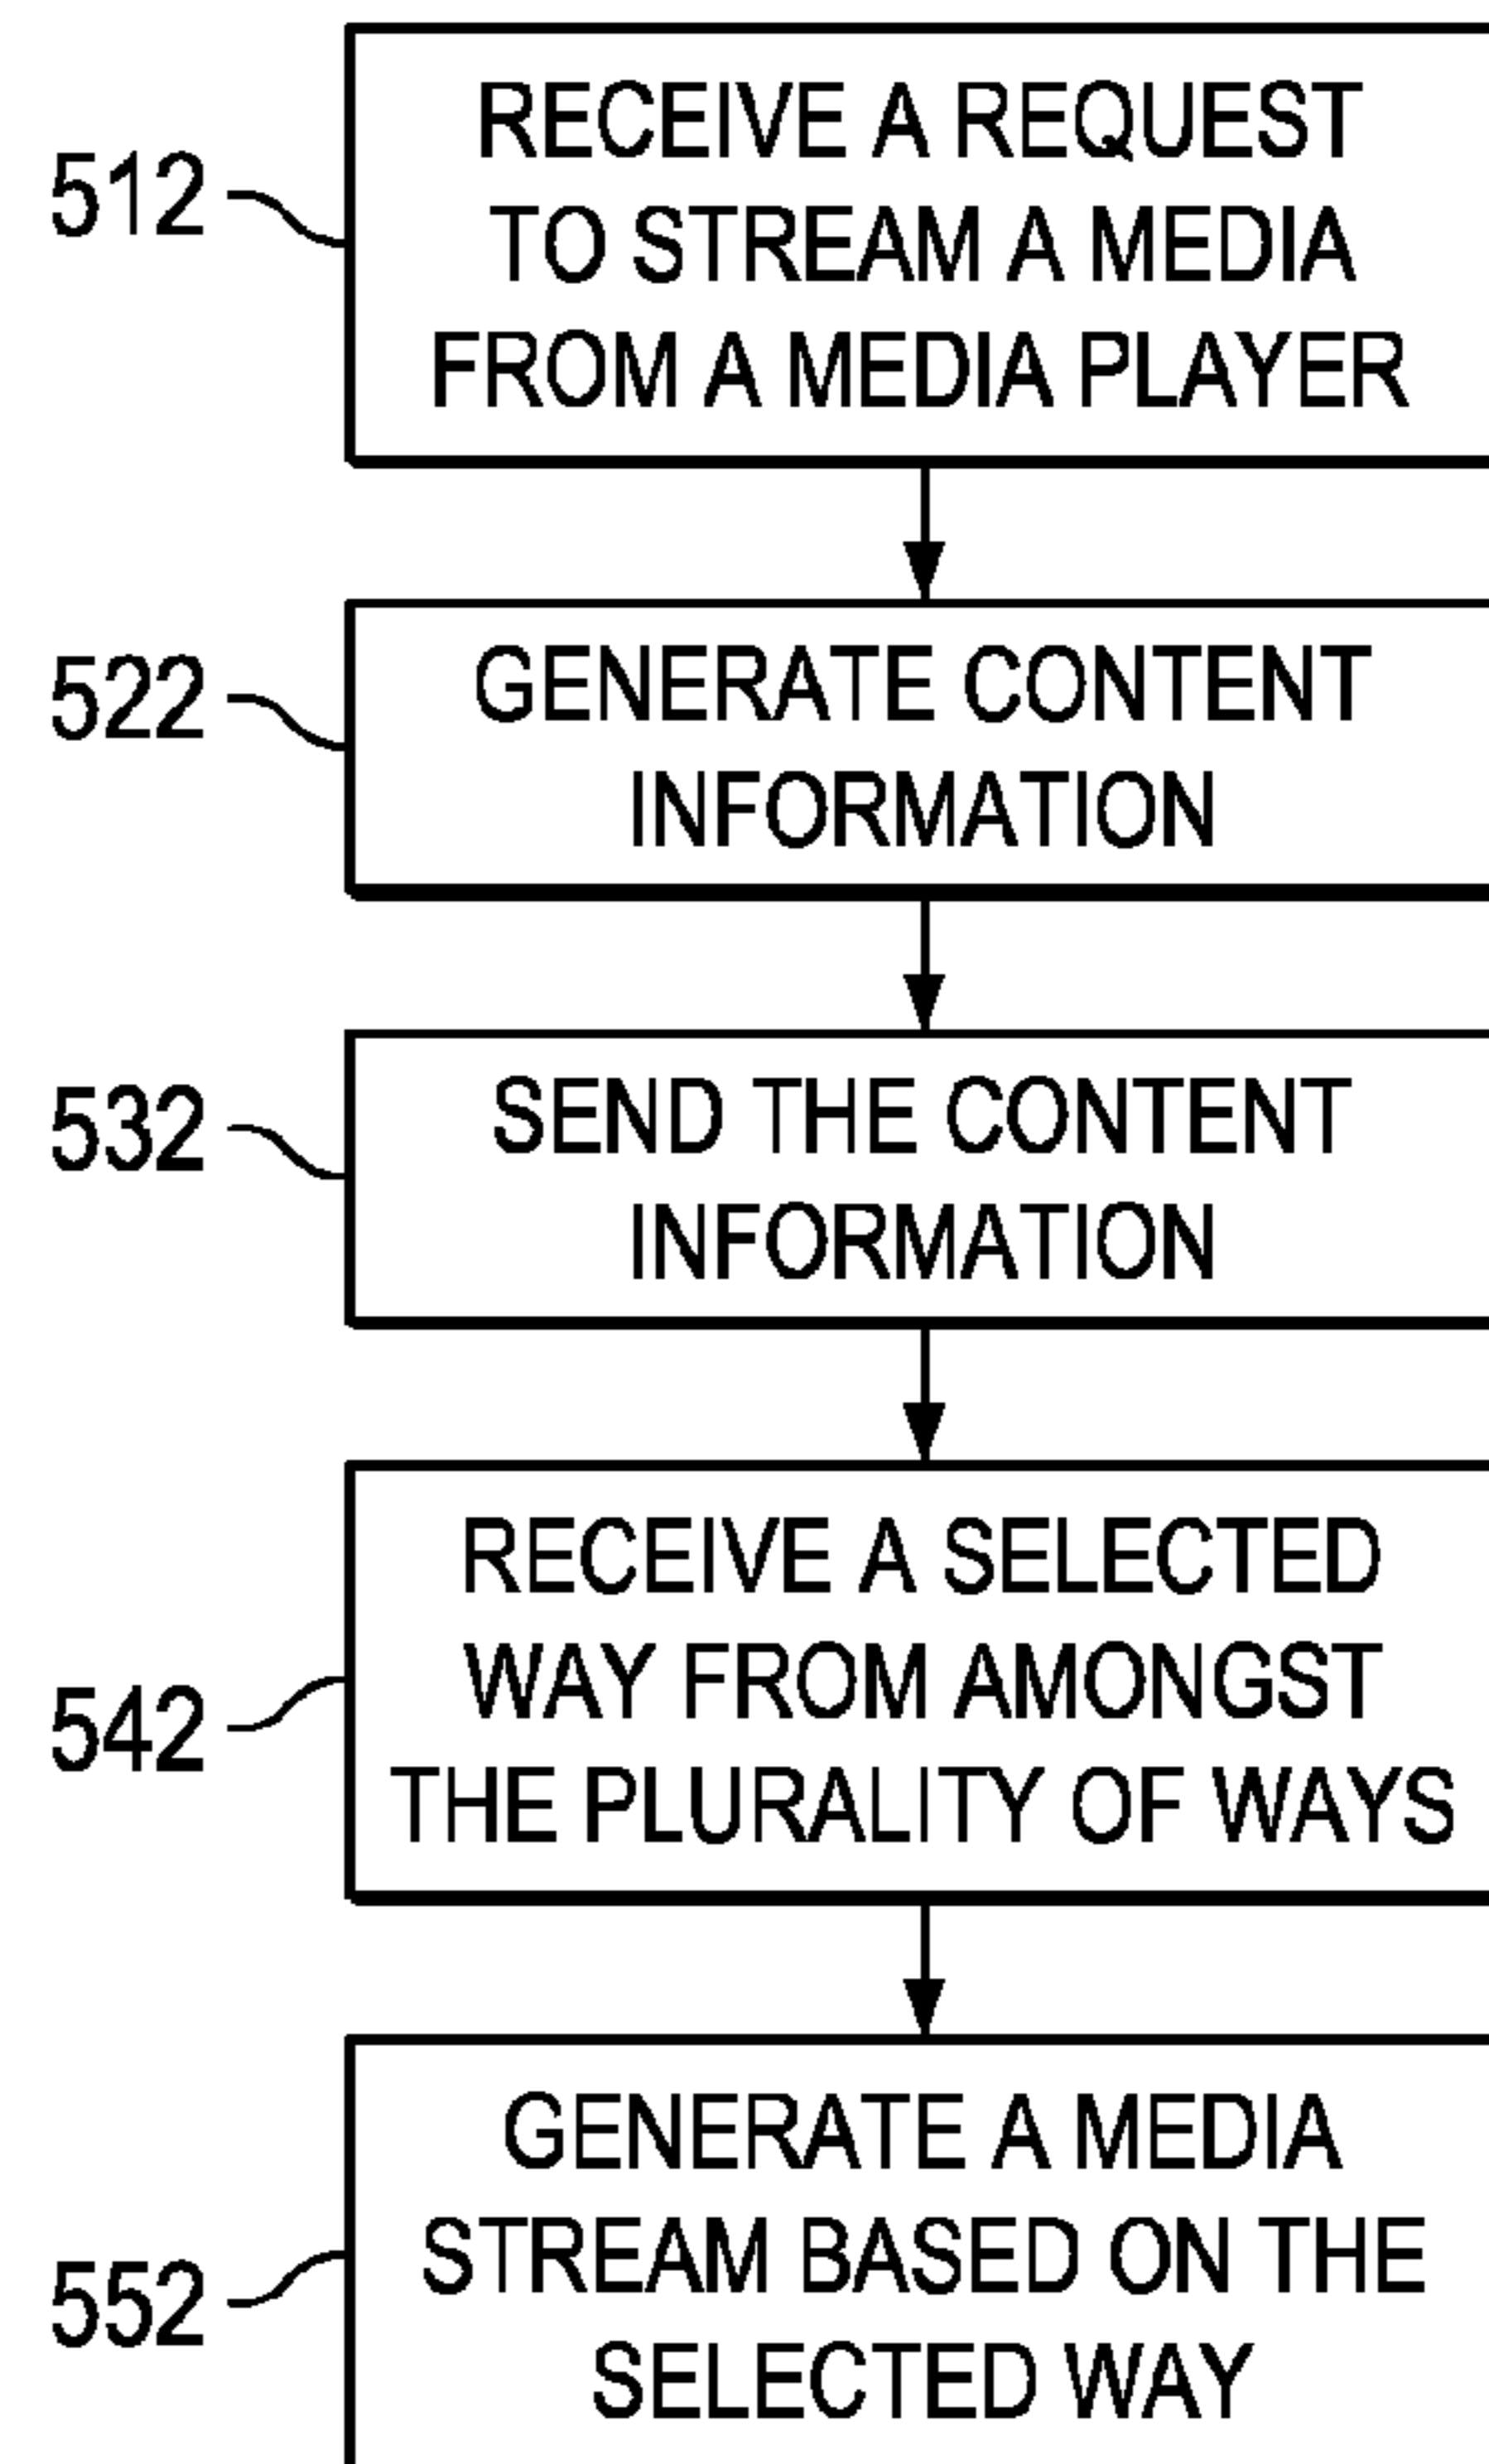 512
RECEIVE A REQUEST
TO STREAM A MEDIA
FROM A MEDIA PLAYER
522
GENERATE CONTENT
INFORMATION
532
SEND THE CONTENT
INFORMATION
542
RECEIVE A SELECTED
WAY FROM AMONGST
THE PLURALITY OF WAYS
552
GENERATE A MEDIA
STREAM BASED ON THE
SELECTED WAY